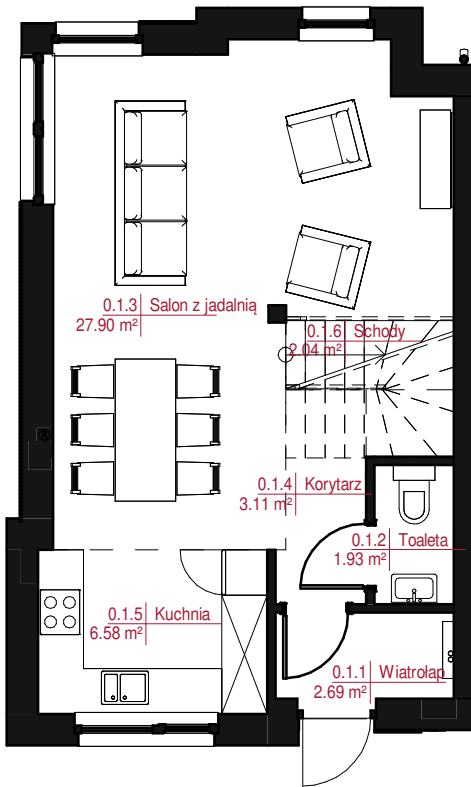 0.1.3 Salon z jadalnią
27.90 m²
0.1.6 Schody
2.04 m²
0.1.4 Korytarz
3.11 m²
0.1.2 Toaleta
1.93 m²
0.1.5 Kuchnia
6.58 m²
0.1.1 Wiatrołap
2.69 m²